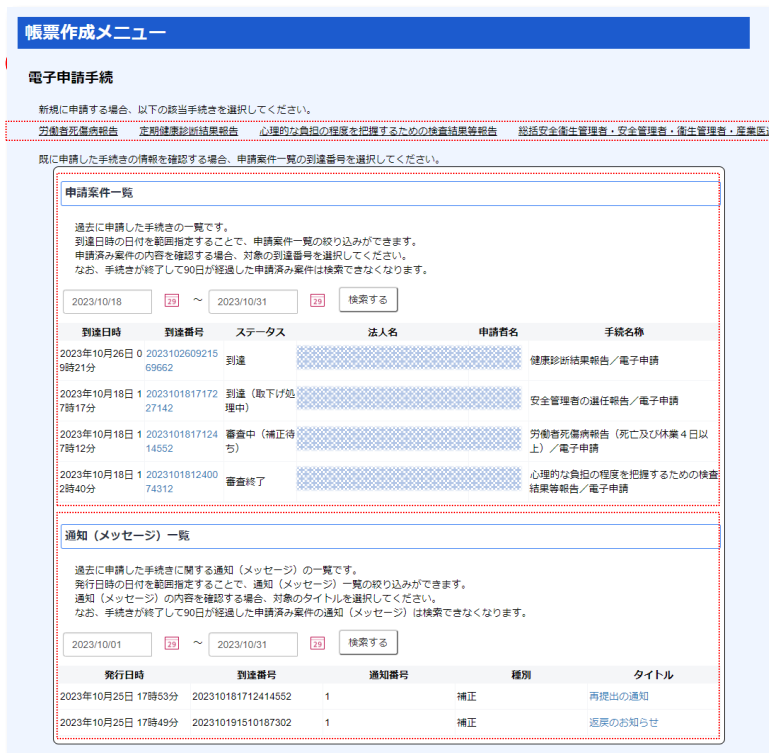 帳票作成メニュー
電子申請手続
新規に申請する場合、以下の該当手続きを選択してください。
労働者死傷病報告 定期健康診断結果報告 心理的な負担の程度を把握するための検査結果等報告 総括安全衛生管理者・安全管理者・衛生管理者・産業医
既に申請した手続きの情報を確認する場合、申請案件一覧の到達番号を選択してください。
申請案件一覧
過去に申請した手続きの一覧です。
到達日時の日付を範囲指定することで、申請案件一覧の絞り込みができます。
申請済み案件の内容を確認する場合、対象の到達番号を選択してください。
なお、手続きが終了して90日が経過した申請済み案件は検索できなくなります。
2023/10/18 29 ～ 2023/10/31 29 検索する
到達日時 到達番号 ステータス 法人名 申請者名 手続名称
2023年10月26日 0 2023102609215 到達 健康診断結果報告／電子申請
9時21分 69662
2023年10月18日 1 2023101817172 到達（取下げ処 安全管理者の選任報告／電子申請
7時17分 27142 理中）
2023年10月18日 1 2023101817124 審査中（補正待 労働者死傷病報告（死亡及び休業４日以
7時12分 14552 ち） 上）／電子申請
2023年10月18日 1 2023101812400 審査終了 心理的な負担の程度を把握するための検査
2時40分 74312 結果等報告／電子申請
通知（メッセージ）一覧
過去に申請した手続きに関する通知（メッセージ）の一覧です。
発行日時の日付を範囲指定することで、通知（メッセージ）一覧の絞り込みができます。
通知（メッセージ）の内容を確認する場合、対象のタイトルを選択してください。
なお、手続きが終了して90日が経過した申請済み案件の通知（メッセージ）は検索できなくなります。
2023/10/01 29 ～ 2023/10/31 29 検索する
発行日時 到達番号 通知番号 種別 タイトル
2023年10月25日 17時53分 202310181712414552 1 補正 再提出の通知
2023年10月25日 17時49分 202310191510187302 1 補正 返戻のお知らせ